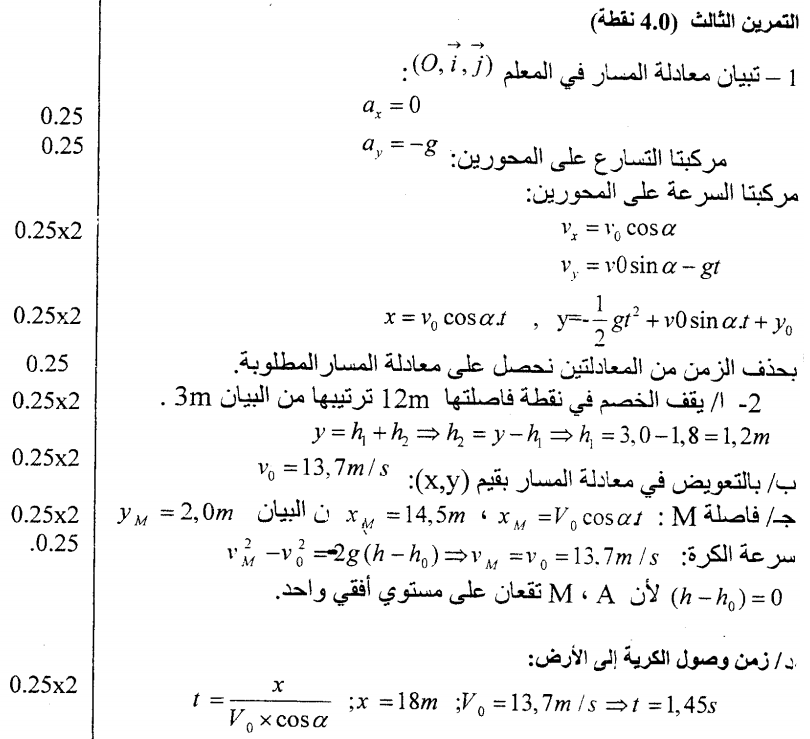 التمرين الثالث (4.0 نقطة)
1 – تبيان معادلة المسار في المعلم (O, i, j) :
0.25 a_x = 0
0.25 مركبتا التسارع على المحورين: a_y = -g
مركبتا السرعة على المحورين:
0.25x2 v_x = v_0 cos α
v_y = v0 sin α - gt
0.25x2 x = v_0 cos α.t , y=-1/2 gt² + v0 sin α.t + y_0
0.25 بحذف الزمن من المعادلتين نحصل على معادلة المسار المطلوبة.
0.25x2 2- ا/ يقف الخصم في نقطة فاصلتها 12m ترتيبها من البيان 3m .
y = h_1 + h_2 ⇒ h_2 = y - h_1 ⇒ h_1 = 3,0 - 1,8 = 1,2m
0.25x2 ب/ بالتعويض في معادلة المسار بقيم (x,y): v_0 = 13,7m/s
0.25x2 جـ/ فاصلة M : x_M = V_0 cos α.t ، x_M = 14,5m ن البيان y_M = 2,0m
.0.25 سرعة الكرة: v_M² - v_0² = -2g(h - h_0) ⇒ v_M = v_0 = 13.7m/s
(h - h_0) = 0 لأن A ، M تقعان على مستوي أفقي واحد.
د/ زمن وصول الكرية إلى الأرض:
0.25x2 t = x / (V_0 × cos α) ;x = 18m ;V_0 = 13,7m/s ⇒ t = 1,45s